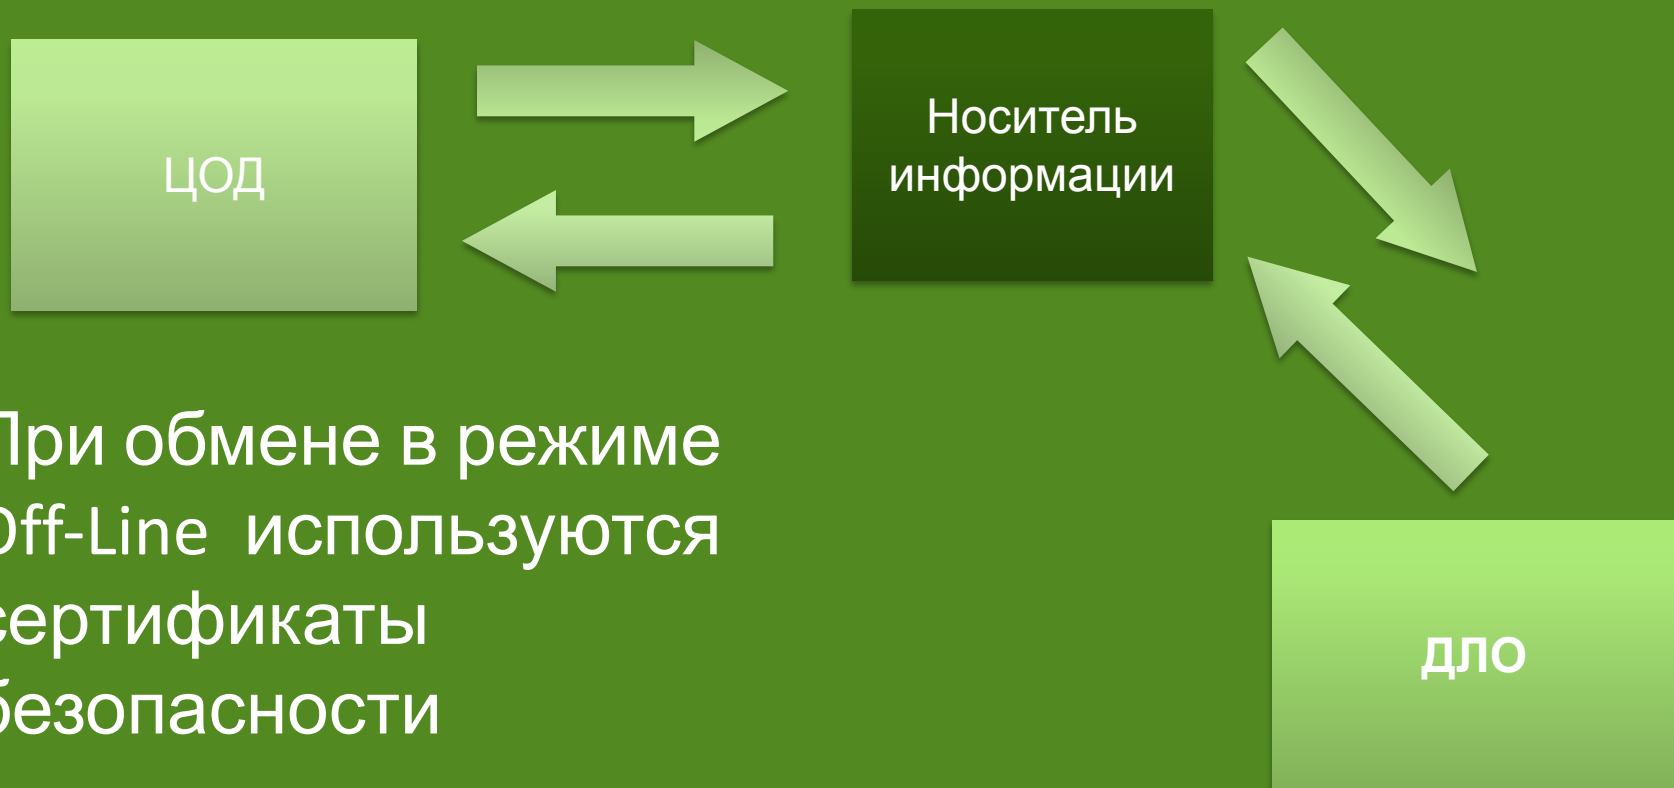 ЦОД
Носитель
информации
При обмене в режиме
Off-Line используются
сертификаты
безопасности
ДЛО